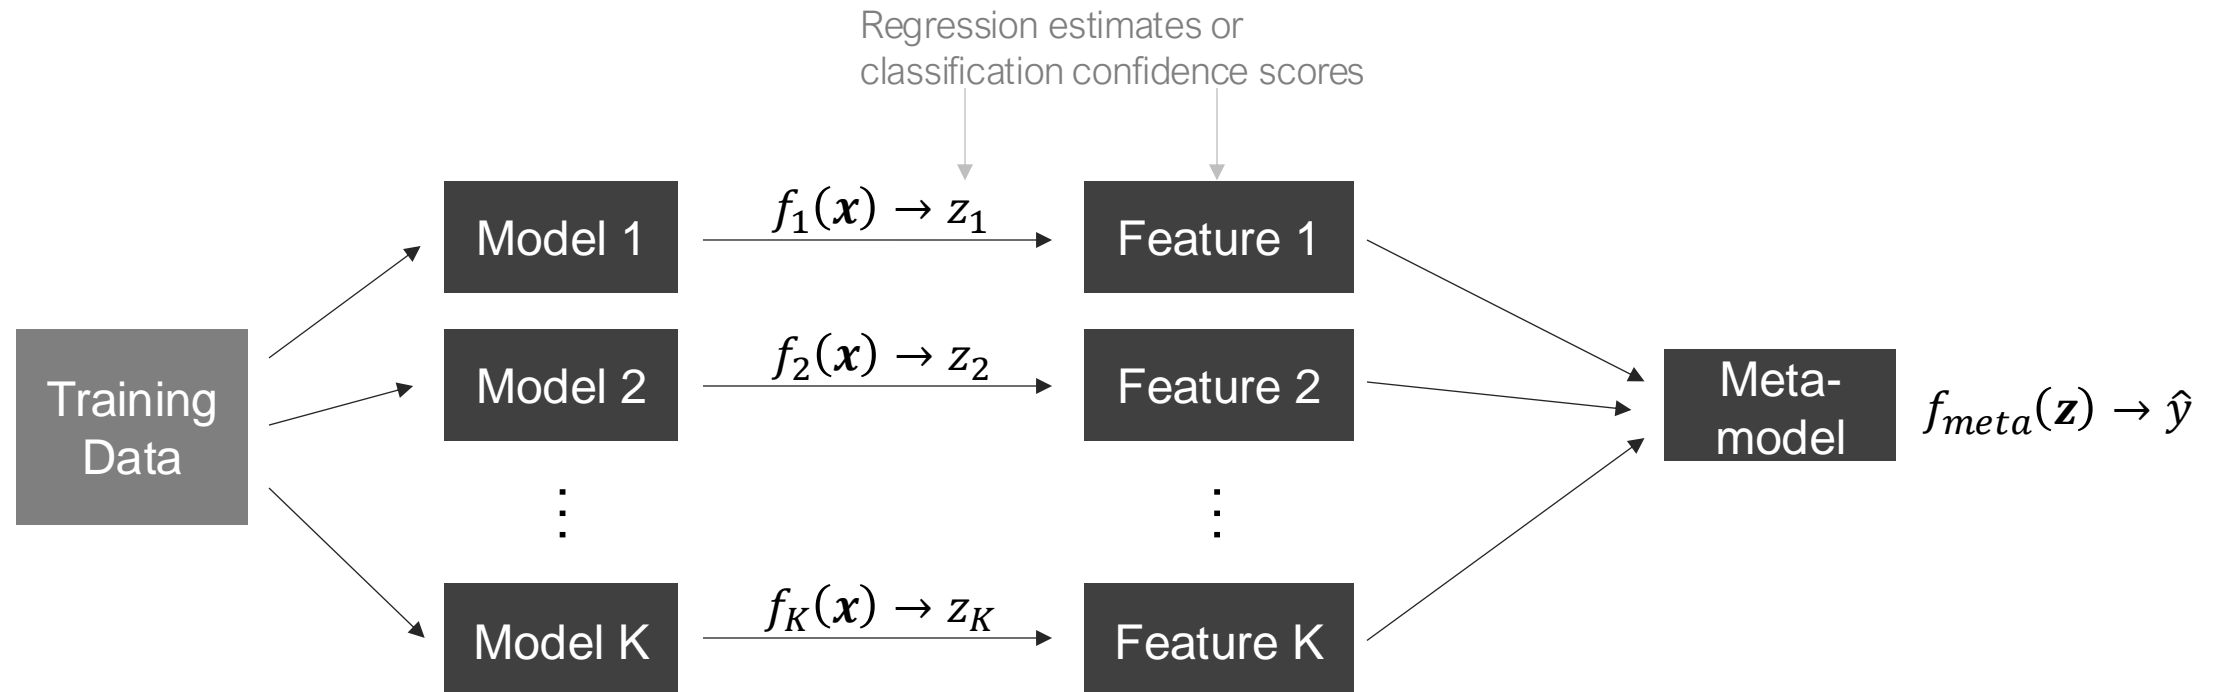 Regression estimates or
classification confidence scores
Model 1
f₁(x) → z₁
Feature 1
Training
Data
Model 2
f₂(x) → z₂
Feature 2
Meta-
model
f_meta(z) → ŷ
⋮
⋮
Model K
f_K(x) → z_K
Feature K